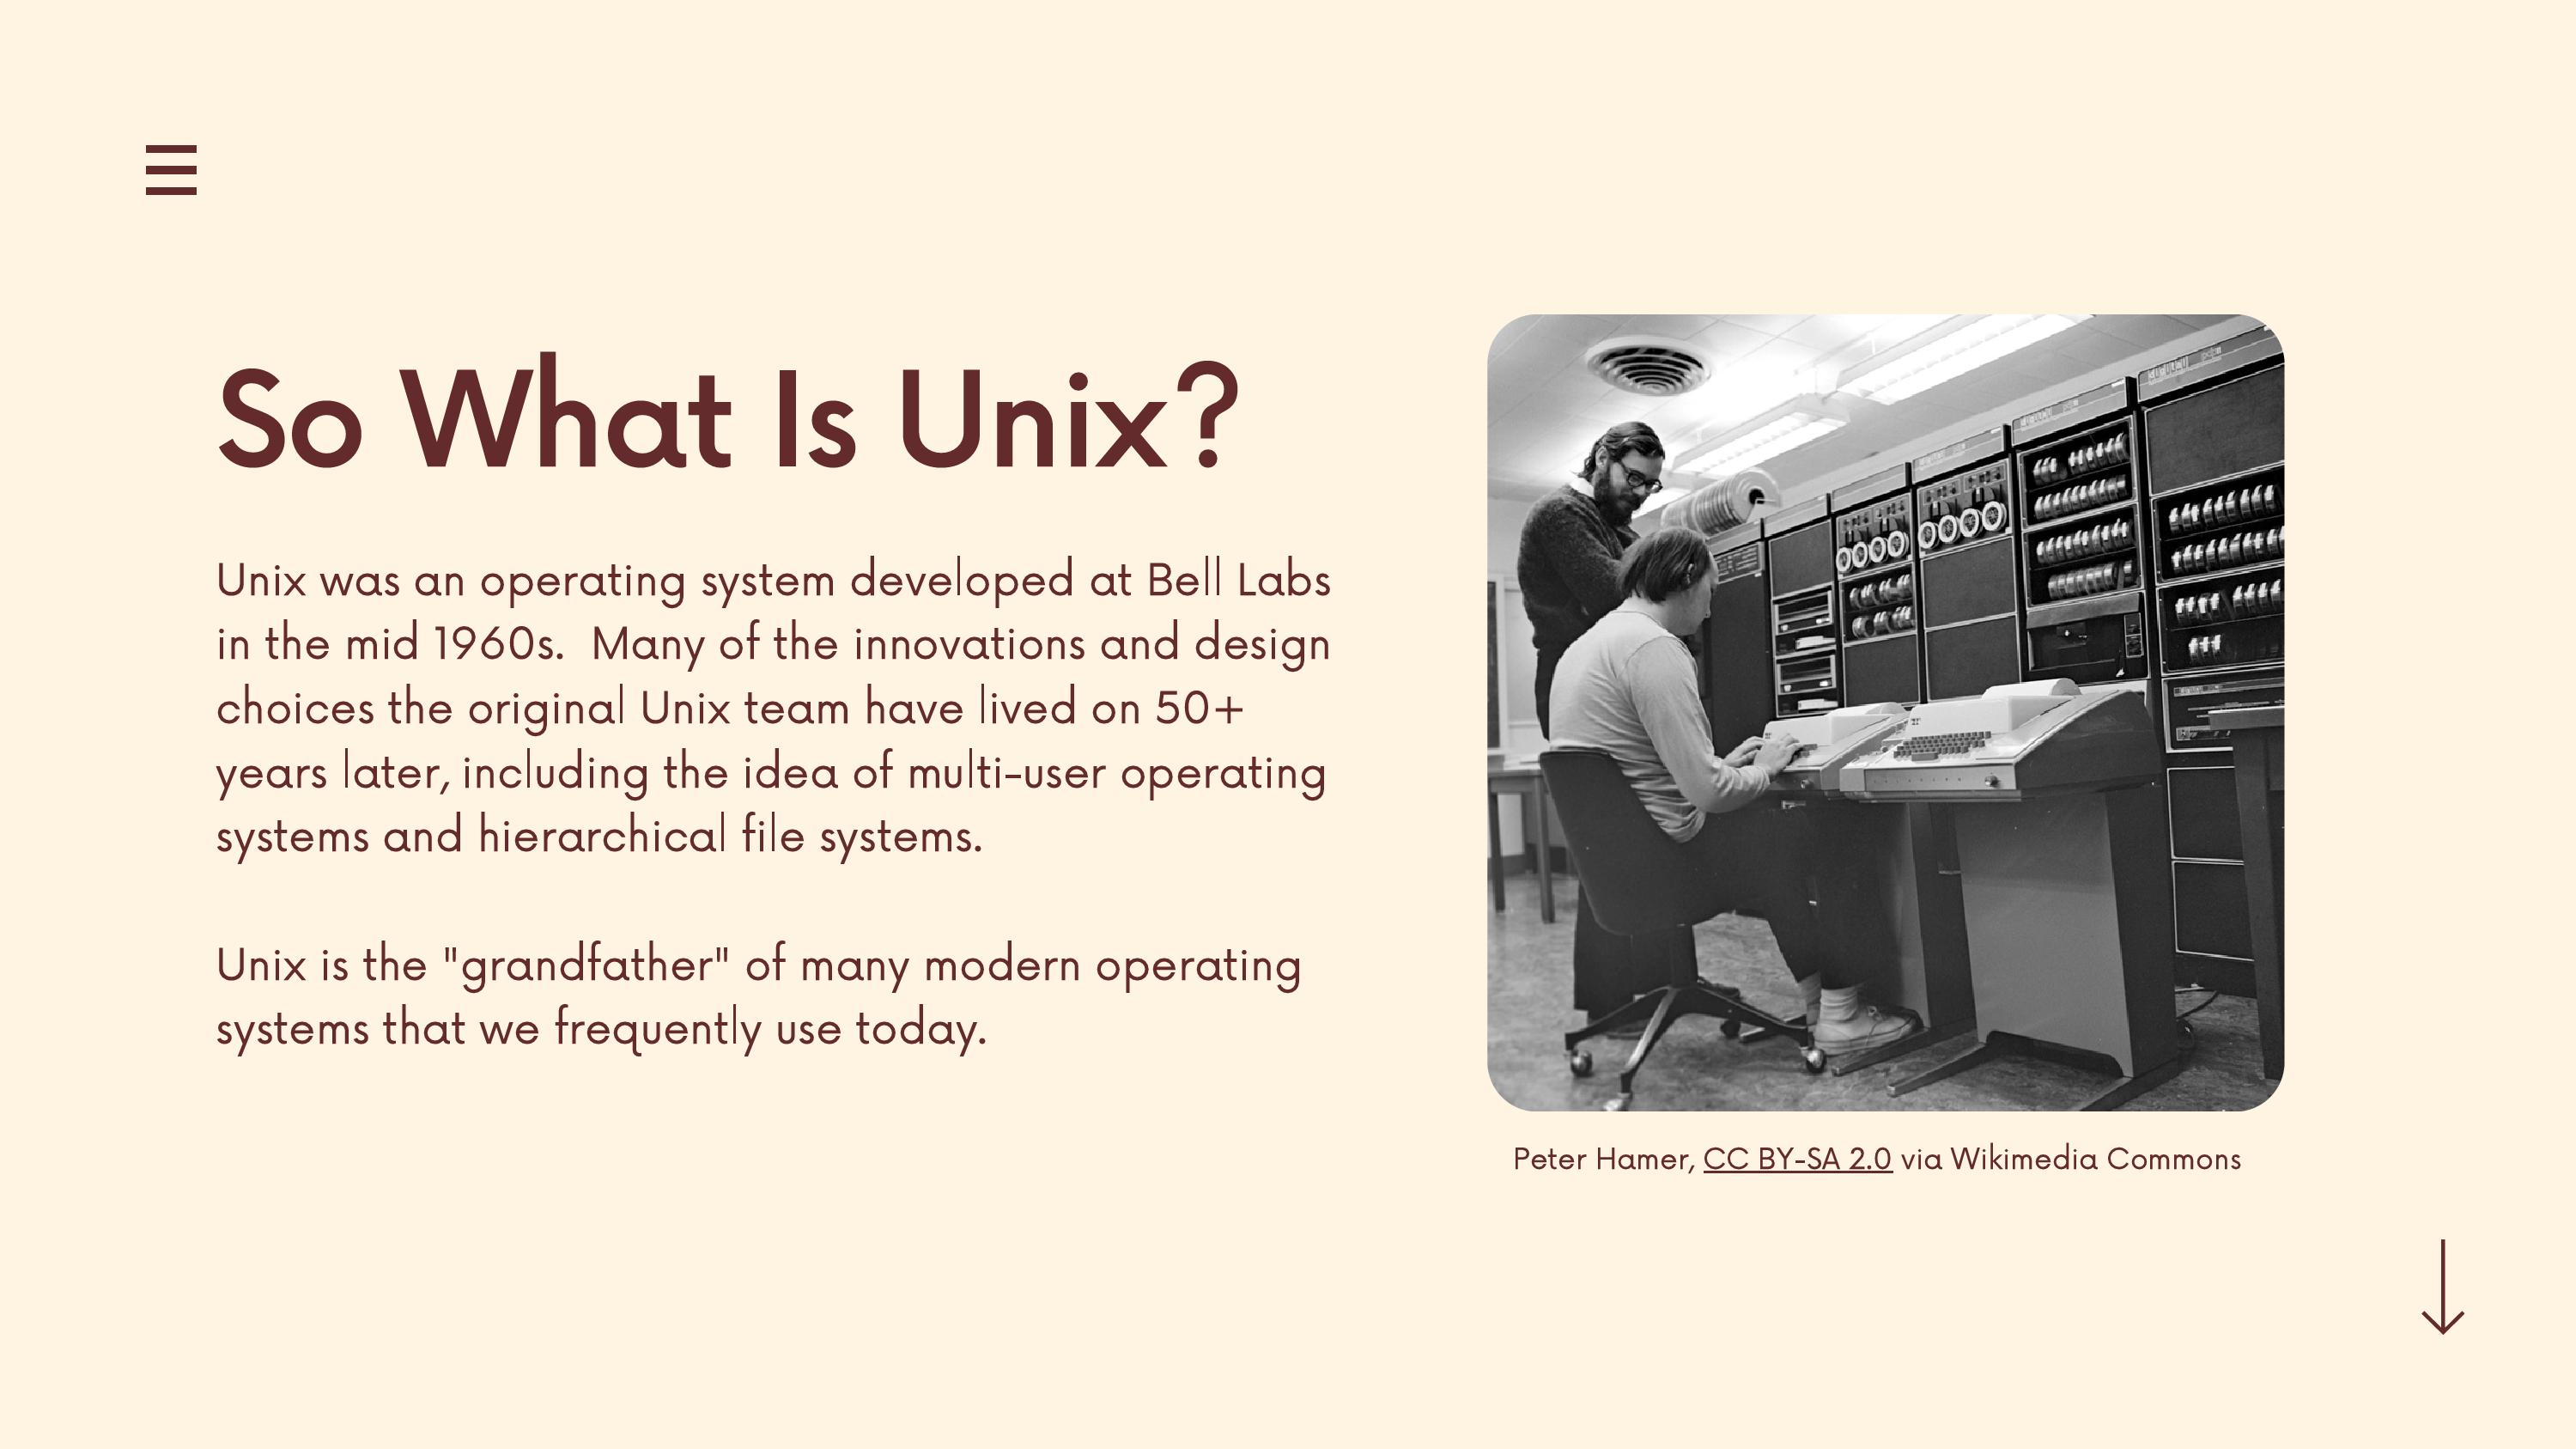 So What Is Unix?
Unix was an operating system developed at Bell Labs
in the mid 1960s.  Many of the innovations and design
choices the original Unix team have lived on 50+
years later, including the idea of multi-user operating
systems and hierarchical file systems.
Unix is the "grandfather" of many modern operating
systems that we frequently use today.
Peter Hamer, CC BY-SA 2.0 via Wikimedia Commons